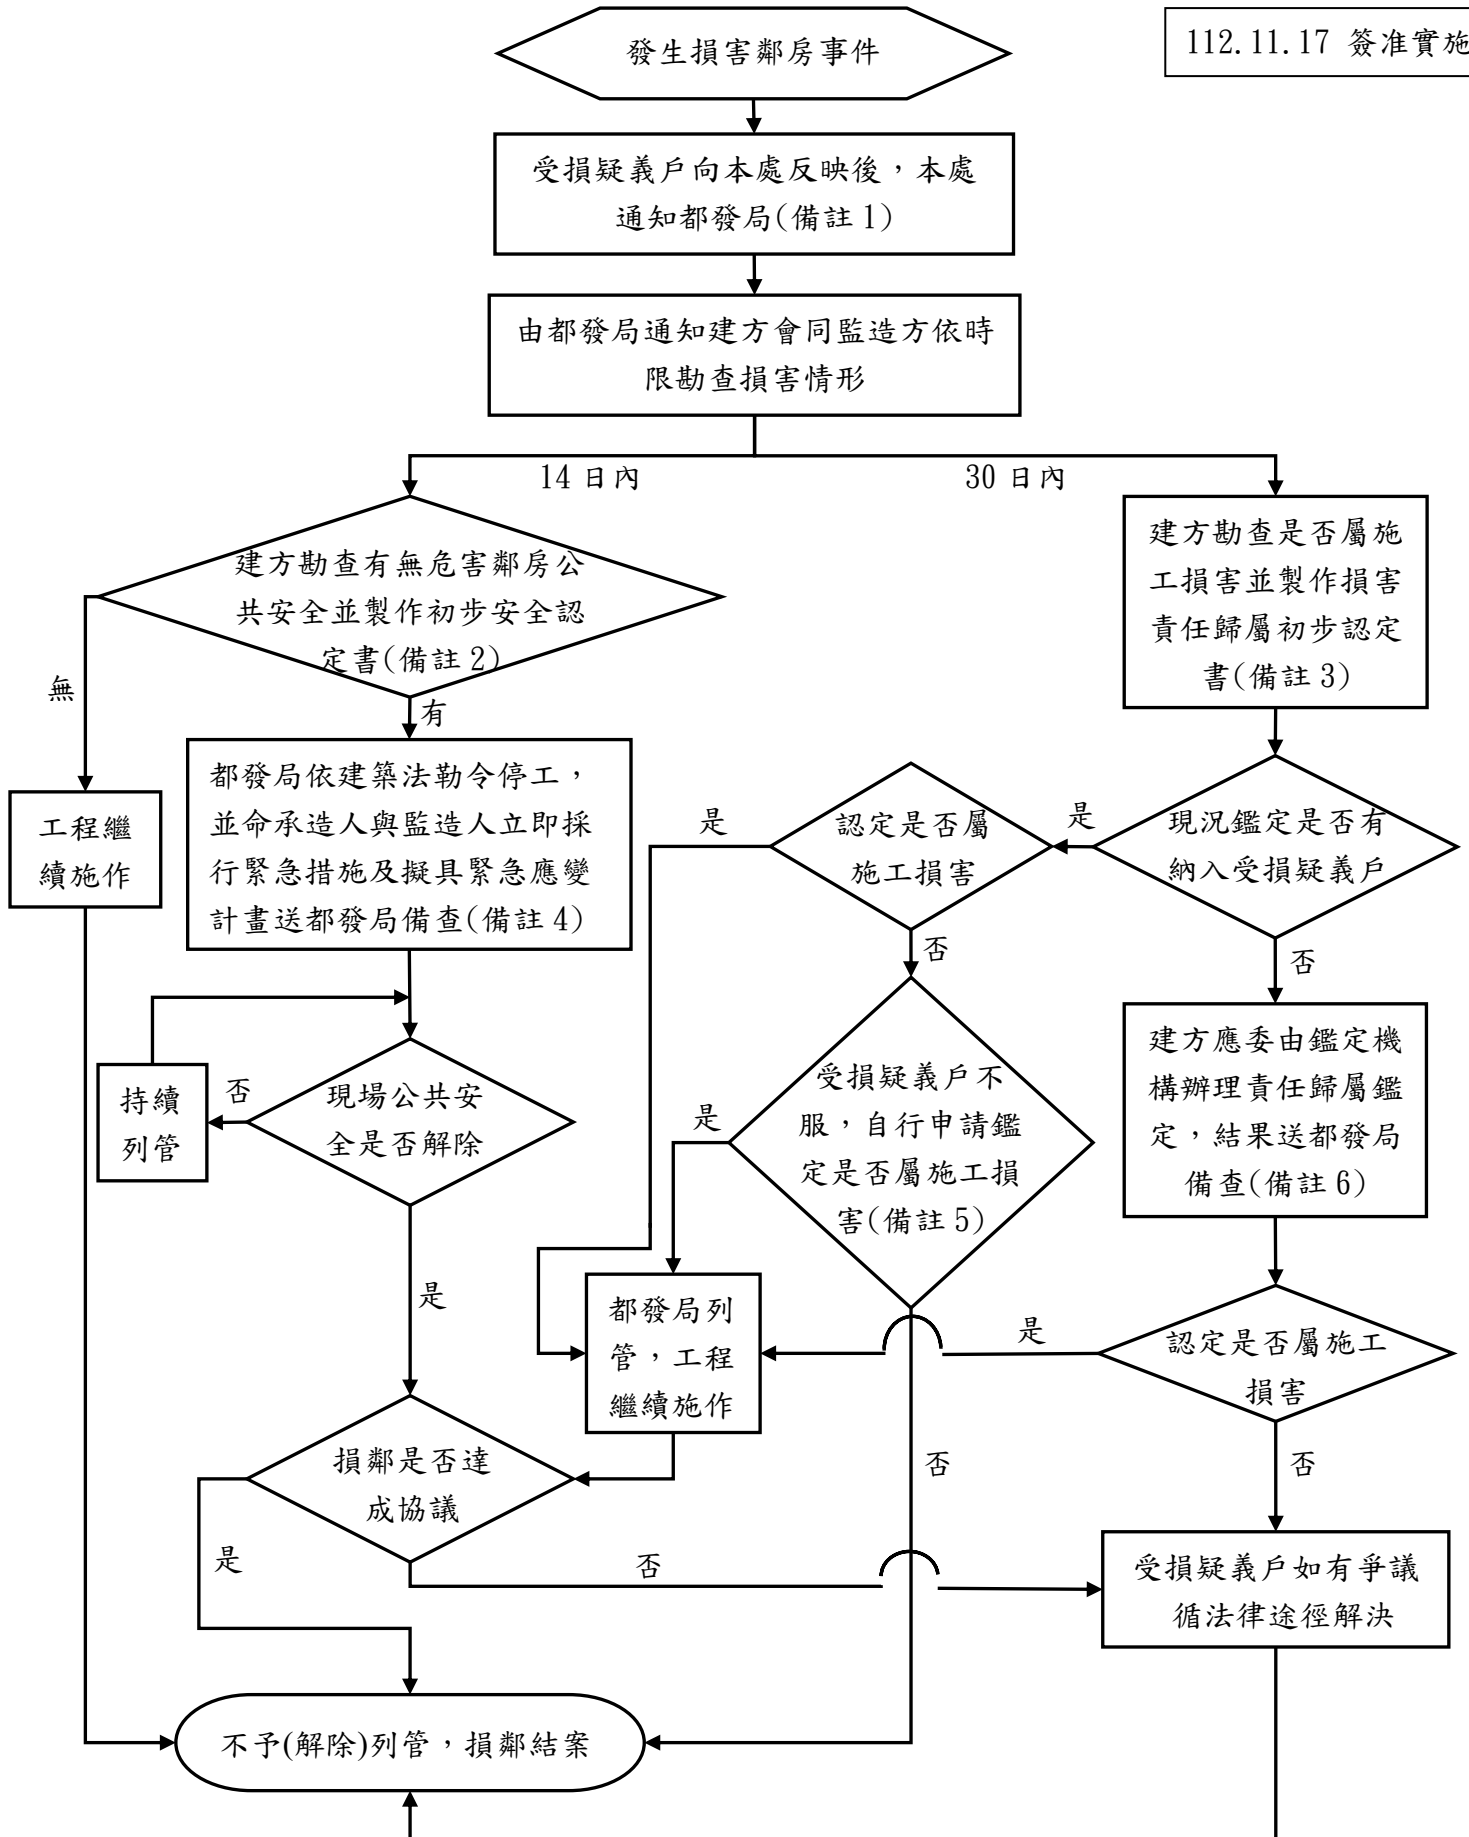 發生損害鄰房事件
112.11.17 簽准實施
受損疑義戶向本處反映後，本處
通知都發局(備註 1)
由都發局通知建方會同監造方依時
限勘查損害情形
14 日內
30 日內
建方勘查有無危害鄰房公
共安全並製作初步安全認
定書(備註 2)
建方勘查是否屬施
工損害並製作損害
責任歸屬初步認定
書(備註 3)
無
有
工程繼
續施作
都發局依建築法勒令停工，
並命承造人與監造人立即採
行緊急措施及擬具緊急應變
計畫送都發局備查(備註 4)
是
認定是否屬
施工損害
是
現況鑑定是否有
納入受損疑義戶
否
否
持續
列管
否
現場公共安
全是否解除
是
受損疑義戶不
服，自行申請鑑
定是否屬施工損
害(備註 5)
建方應委由鑑定機
構辦理責任歸屬鑑
定，結果送都發局
備查(備註 6)
是
都發局列
管，工程
繼續施作
是
認定是否屬施工
損害
損鄰是否達
成協議
否
否
是
否
受損疑義戶如有爭議
循法律途徑解決
不予(解除)列管，損鄰結案